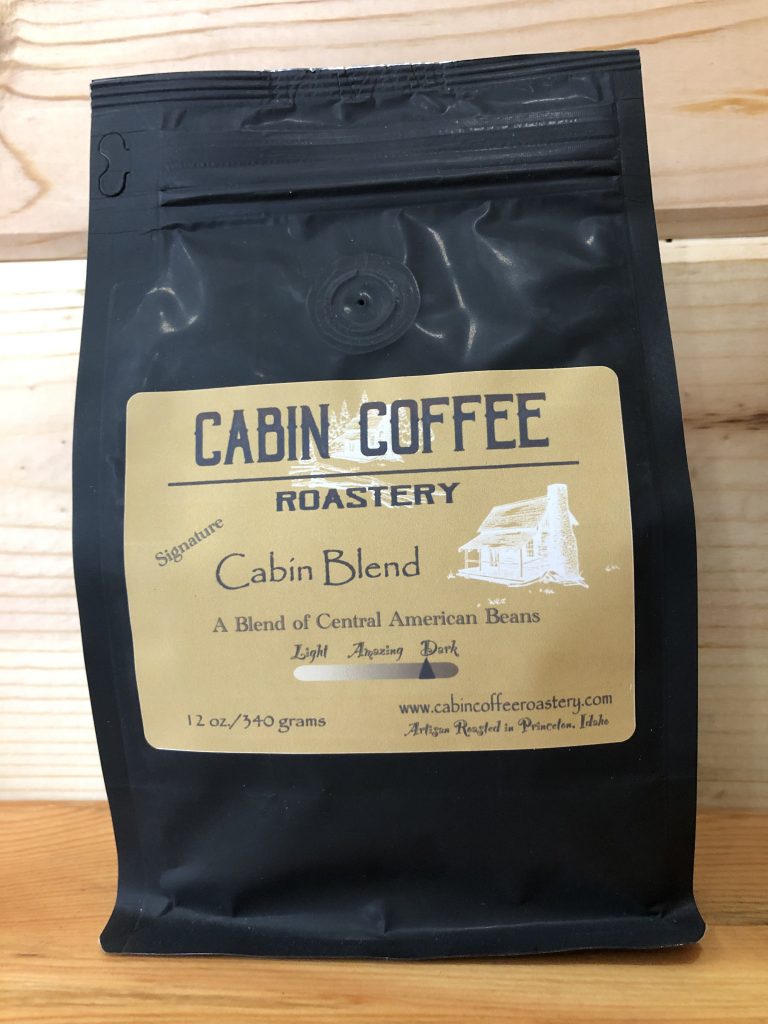 CABIN COFFEE
ROASTERY
Signature
Cabin Blend
A Blend of Central American Beans
Light Amazing Dark
12 oz./340 grams
www.cabincoffeeroastery.com
Artisan Roasted in Princeton, Idaho